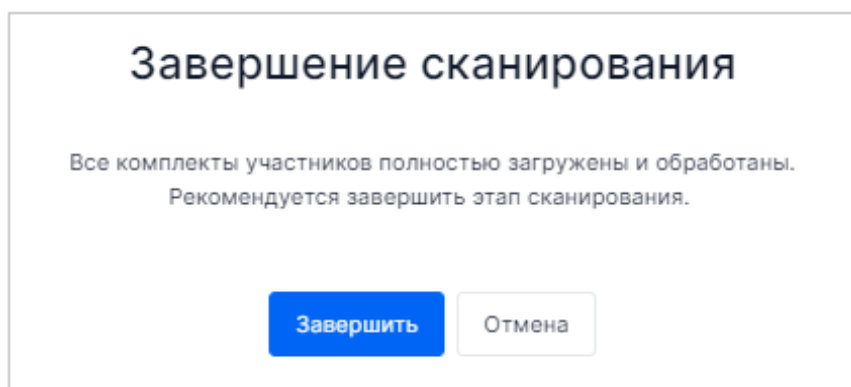 Завершение сканирования
Все комплекты участников полностью загружены и обработаны.
Рекомендуется завершить этап сканирования.
Завершить Отмена